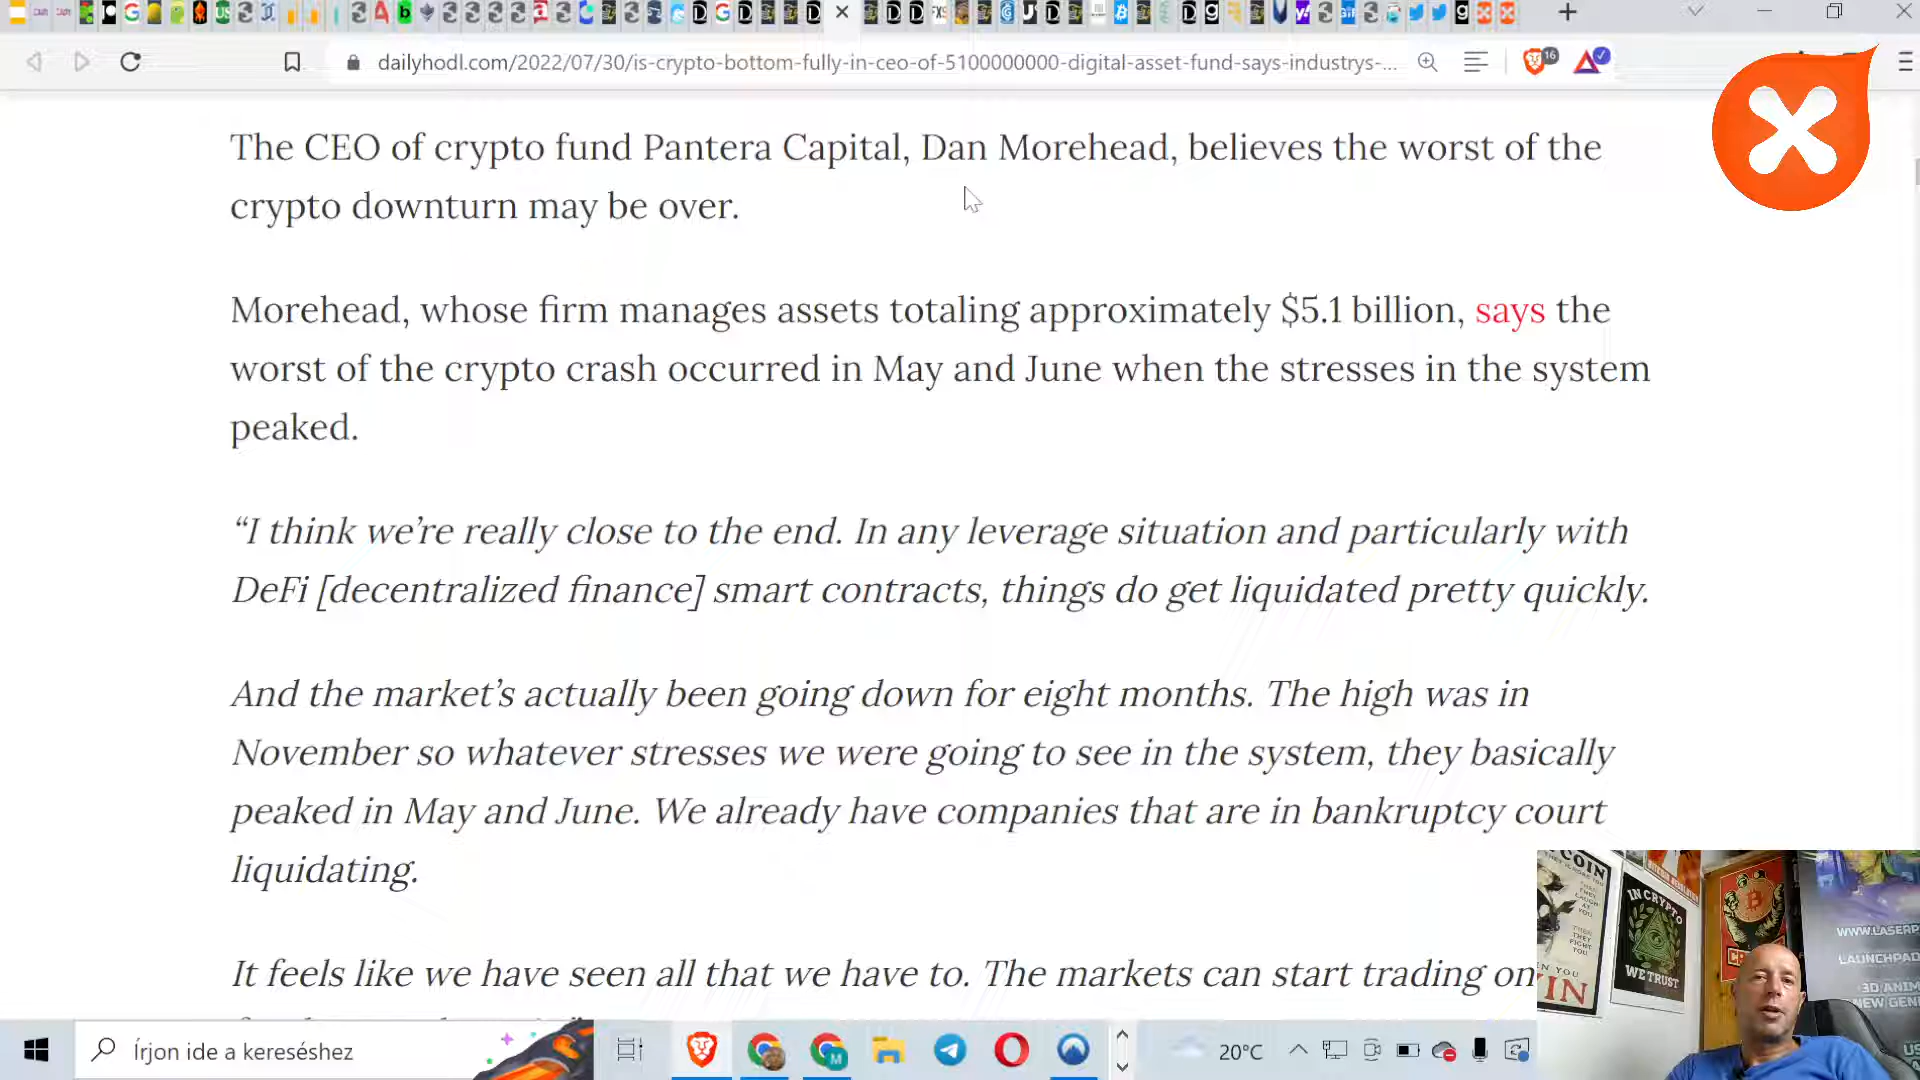 dailyhodl.com/2022/07/30/is-crypto-bottom-fully-in-ceo-of-5100000000-digital-asset-fund-says-industrys-...
16
The CEO of crypto fund Pantera Capital, Dan Morehead, believes the worst of the
crypto downturn may be over.
Morehead, whose firm manages assets totaling approximately $5.1 billion, says the
worst of the crypto crash occurred in May and June when the stresses in the system
peaked.
“I think we’re really close to the end. In any leverage situation and particularly with
DeFi [decentralized finance] smart contracts, things do get liquidated pretty quickly.
And the market’s actually been going down for eight months. The high was in
November so whatever stresses we were going to see in the system, they basically
peaked in May and June. We already have companies that are in bankruptcy court
liquidating.
It feels like we have seen all that we have to. The markets can start trading on
COIN
THEN
THEY
FIGHT
YOU
IN CRYPTO
WE TRUST
WWW.LASERP
LAUNCHPAD
3D ANIM
NEW GENE
Írjon ide a kereséshez
20°C